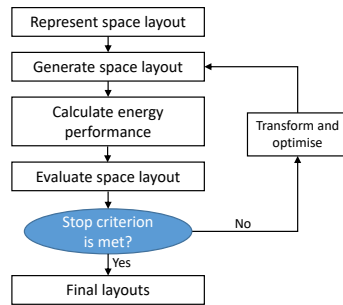 Represent space layout
Generate space layout
Calculate energy
performance
Transform and
optimise
Evaluate space layout
Stop criterion
is met?
No
Yes
Final layouts